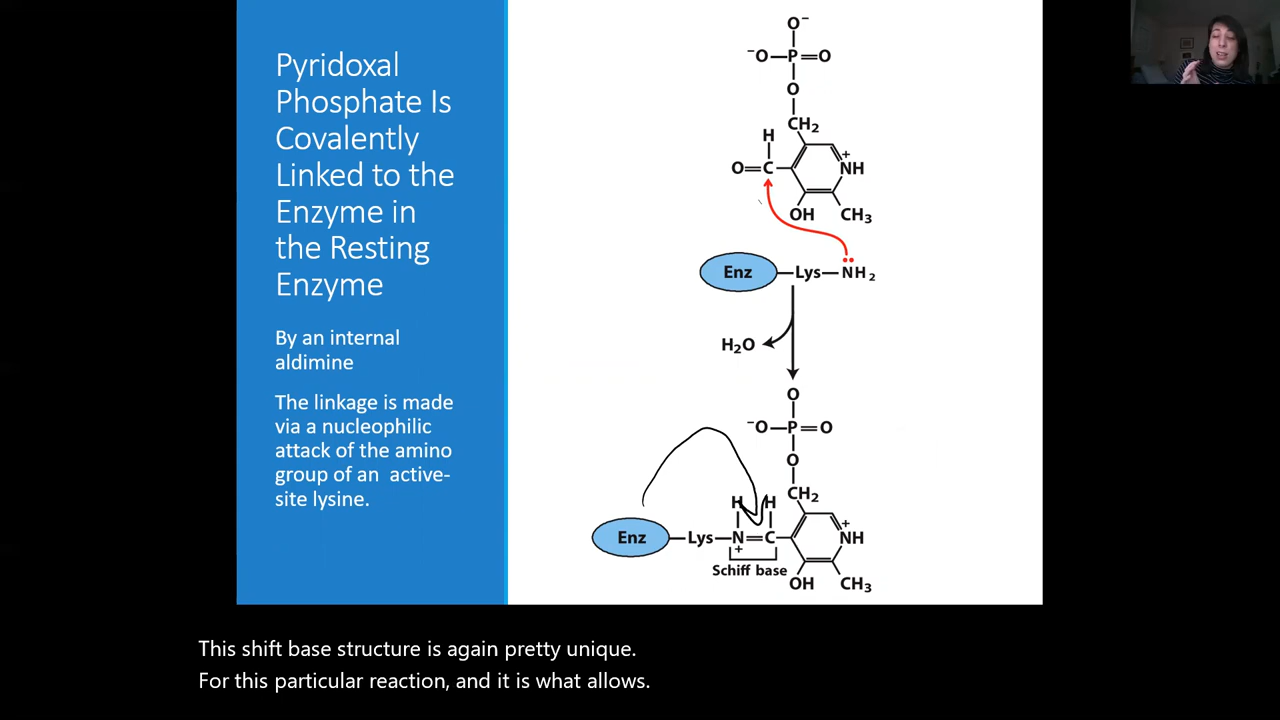 Pyridoxal
Phosphate Is
Covalently
Linked to the
Enzyme in
the Resting
Enzyme
By an internal
aldimine
The linkage is made
via a nucleophilic
attack of the amino
group of an active-
site lysine.
O⁻
⁻O—P=O
O
CH₂
H
O=C
+
NH
OH CH₃
Enz—Lys—NH₂
H₂O
O
⁻O—P=O
O
CH₂
H H
Enz—Lys—N=C
+
+
NH
Schiff base
OH CH₃
This shift base structure is again pretty unique.
For this particular reaction, and it is what allows.